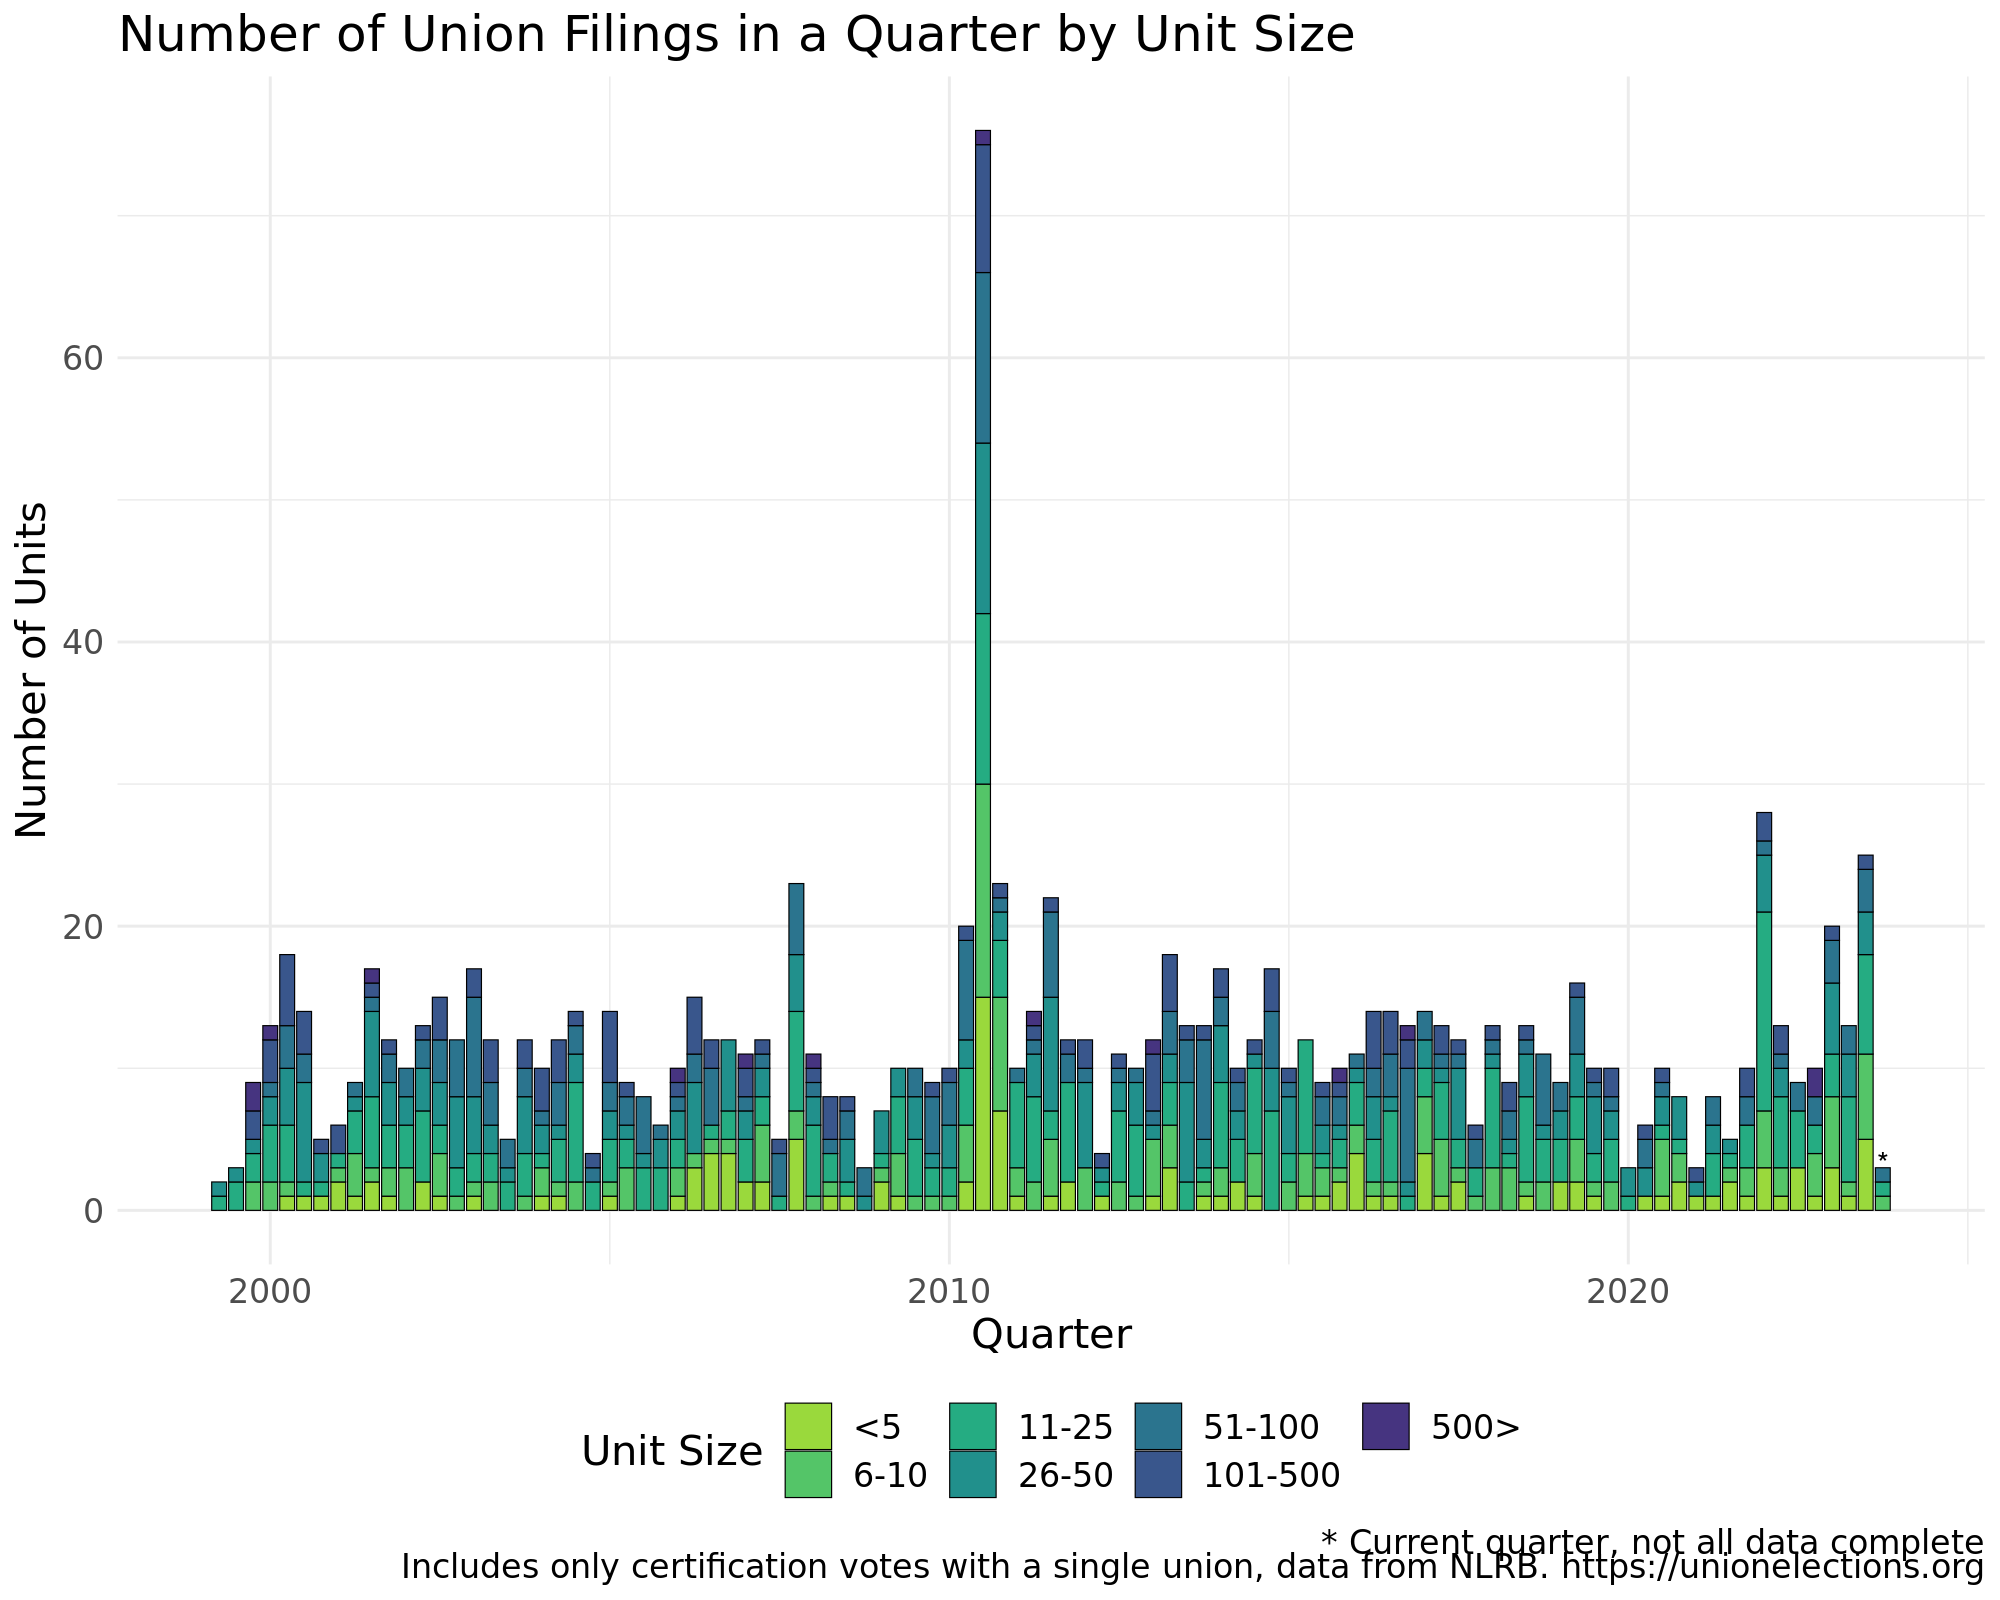 Number of Union Filings in a Quarter by Unit Size
Number of Units
60
40
20
0
*
2000 2010 2020
Quarter
Unit Size
<5 11-25 51-100 500>
6-10 26-50 101-500
* Current quarter, not all data complete
Includes only certification votes with a single union, data from NLRB. https://unionelections.org